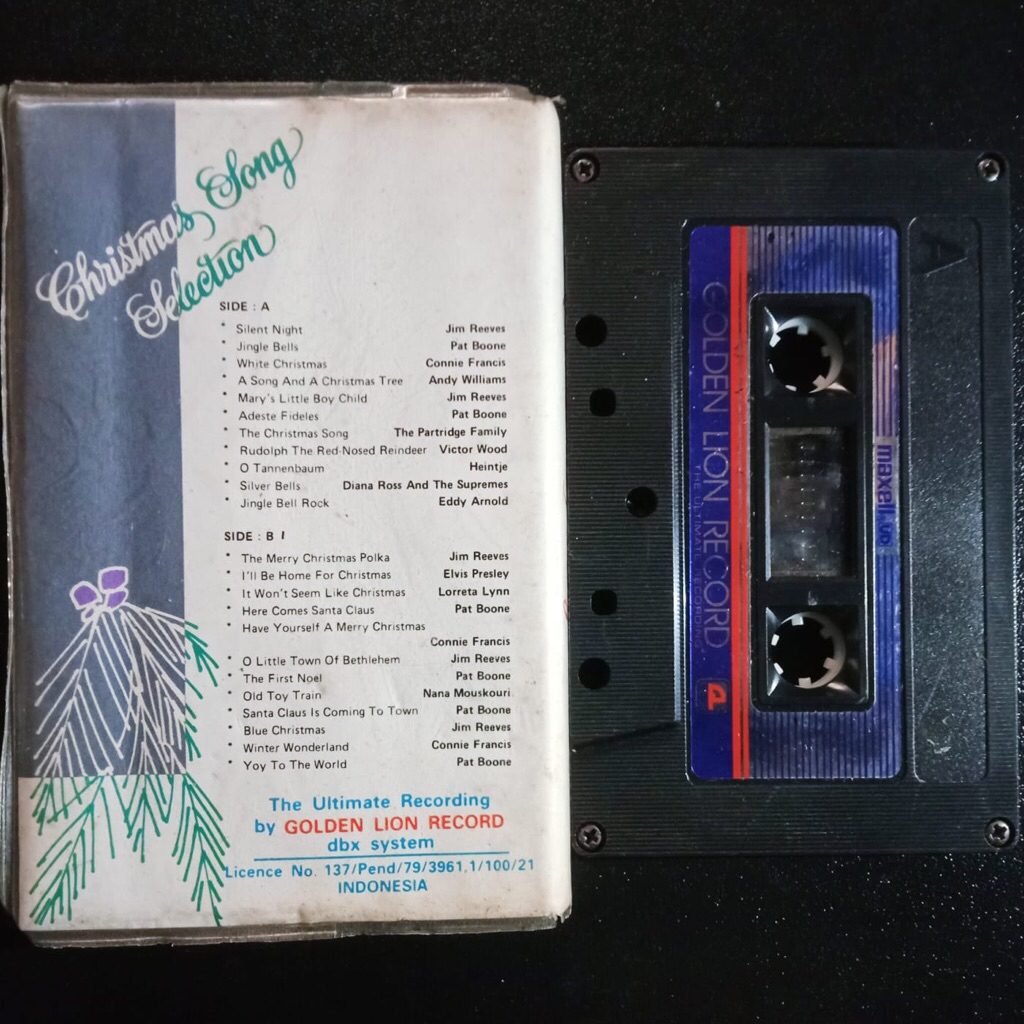 Christmas Song
Selection
SIDE : A
* Silent Night Jim Reeves
* Jingle Bells Pat Boone
* White Christmas Connie Francis
* A Song And A Christmas Tree Andy Williams
* Mary's Little Boy Child Jim Reeves
* Adeste Fideles Pat Boone
* The Christmas Song The Partridge Family
Rudolph The Red-Nosed Reindeer Victor Wood
* O Tannenbaum Heintje
* Silver Bells Diana Ross And The Supremes
* Jingle Bell Rock Eddy Arnold
SIDE : B
* The Merry Christmas Polka Jim Reeves
* I'll Be Home For Christmas Elvis Presley
* It Won't Seem Like Christmas Lorreta Lynn
* Here Comes Santa Claus Pat Boone
* Have Yourself A Merry Christmas
Connie Francis
* O Little Town Of Bethlehem Jim Reeves
* The First Noel Pat Boone
* Old Toy Train Nana Mouskouri
* Santa Claus Is Coming To Town Pat Boone
* Blue Christmas Jim Reeves
* Winter Wonderland Connie Francis
* Yoy To The World Pat Boone
The Ultimate Recording
by GOLDEN LION RECORD
dbx system
Licence No. 137/Pend/79/3961.1/100/21
INDONESIA
A
maxell UD
GOLDEN LION RECORD
THE ULTIMATE RECORDING